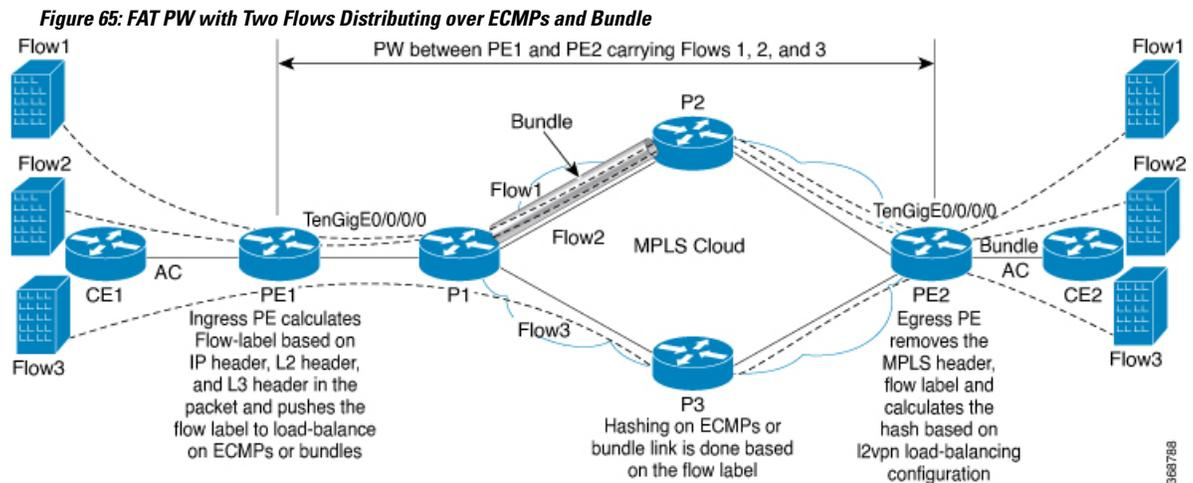 Figure 65: FAT PW with Two Flows Distributing over ECMPs and Bundle
Flow1
PW between PE1 and PE2 carrying Flows 1, 2, and 3
Flow1
P2
Bundle
Flow2
Flow1
Flow2
TenGigE0/0/0/0
Flow2
MPLS Cloud
TenGigE0/0/0/0
Bundle
AC
AC
CE1
PE1
P1
PE2
CE2
Flow3
Flow3
Flow3
Ingress PE calculates
Flow-label based on
IP header, L2 header,
and L3 header in the
packet and pushes the
flow label to load-balance
on ECMPs or bundles
P3
Hashing on ECMPs or
bundle link is done based
on the flow label
Egress PE
removes the
MPLS header,
flow label and
calculates the
hash based on
l2vpn load-balancing
configuration
368788